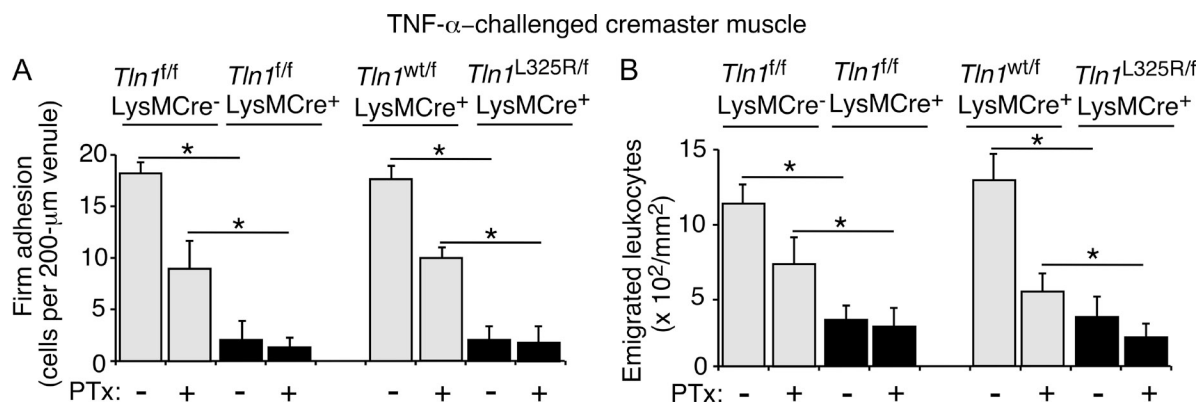 TNF-α–challenged cremaster muscle
A
Tln1f/f Tln1f/f Tln1wt/f Tln1L325R/f
LysMCre- LysMCre+ LysMCre+ LysMCre+
Firm adhesion
(cells per 200-μm venule)
20
15
10
5
0
* * * *
PTx: - + - + - + - +
B
Tln1f/f Tln1f/f Tln1wt/f Tln1L325R/f
LysMCre- LysMCre+ LysMCre+ LysMCre+
Emigrated leukocytes
(x 102/mm2)
15
10
5
0
* * * *
PTx: - + - + - + - +